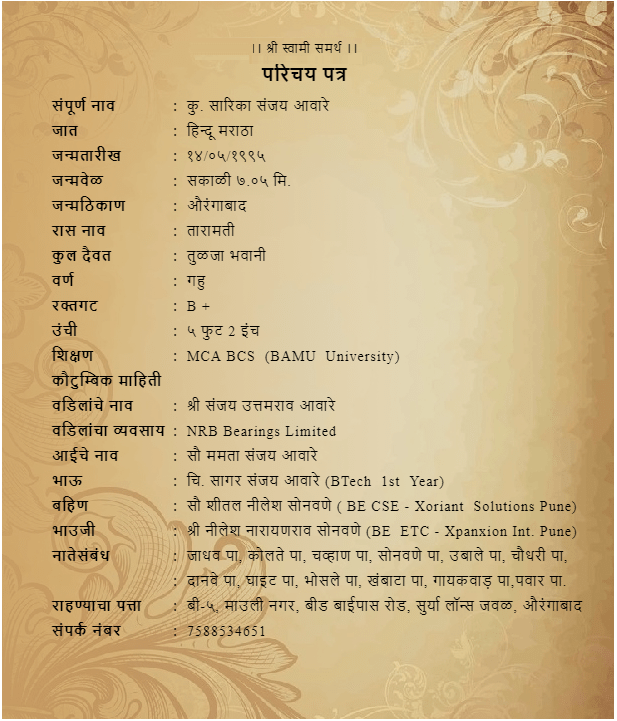 ।। श्री स्वामी समर्थ ।।
परिचय पत्र
संपूर्ण नाव : कु. सारिका संजय आवारे
जात : हिन्दू मराठा
जन्मतारीख : १४/०५/१९९५
जन्मवेळ : सकाळी ७.०५ मि.
जन्मठिकाण : औरंगाबाद
रास नाव : तारामती
कुल दैवत : तुळजा भवानी
वर्ण : गहु
रक्तगट : B +
उंची : ५ फुट 2 इंच
शिक्षण : MCA BCS (BAMU University)
कौटुम्बिक माहिती
वडिलांचे नाव : श्री संजय उत्तमराव आवारे
वडिलांचा व्यवसाय : NRB Bearings Limited
आईचे नाव : सौ ममता संजय आवारे
भाऊ : चि. सागर संजय आवारे (BTech 1st Year)
बहिण : सौ शीतल नीलेश सोनवणे ( BE CSE - Xoriant Solutions Pune)
भाउजी : श्री नीलेश नारायणराव सोनवणे (BE ETC - Xpanxion Int. Pune)
नातेसंबंध : जाधव पा, कोलते पा, चव्हाण पा, सोनवणे पा, उबाले पा, चौधरी पा,
: दानवे पा, घाइट पा, भोसले पा, खंबाटा पा, गायकवाड़ पा,पवार पा.
राहण्याचा पत्ता : बी-५, माउली नगर, बीड बाईपास रोड, सुर्या लॉन्स जवळ, औरंगाबाद
संपर्क नंबर : 7588534651